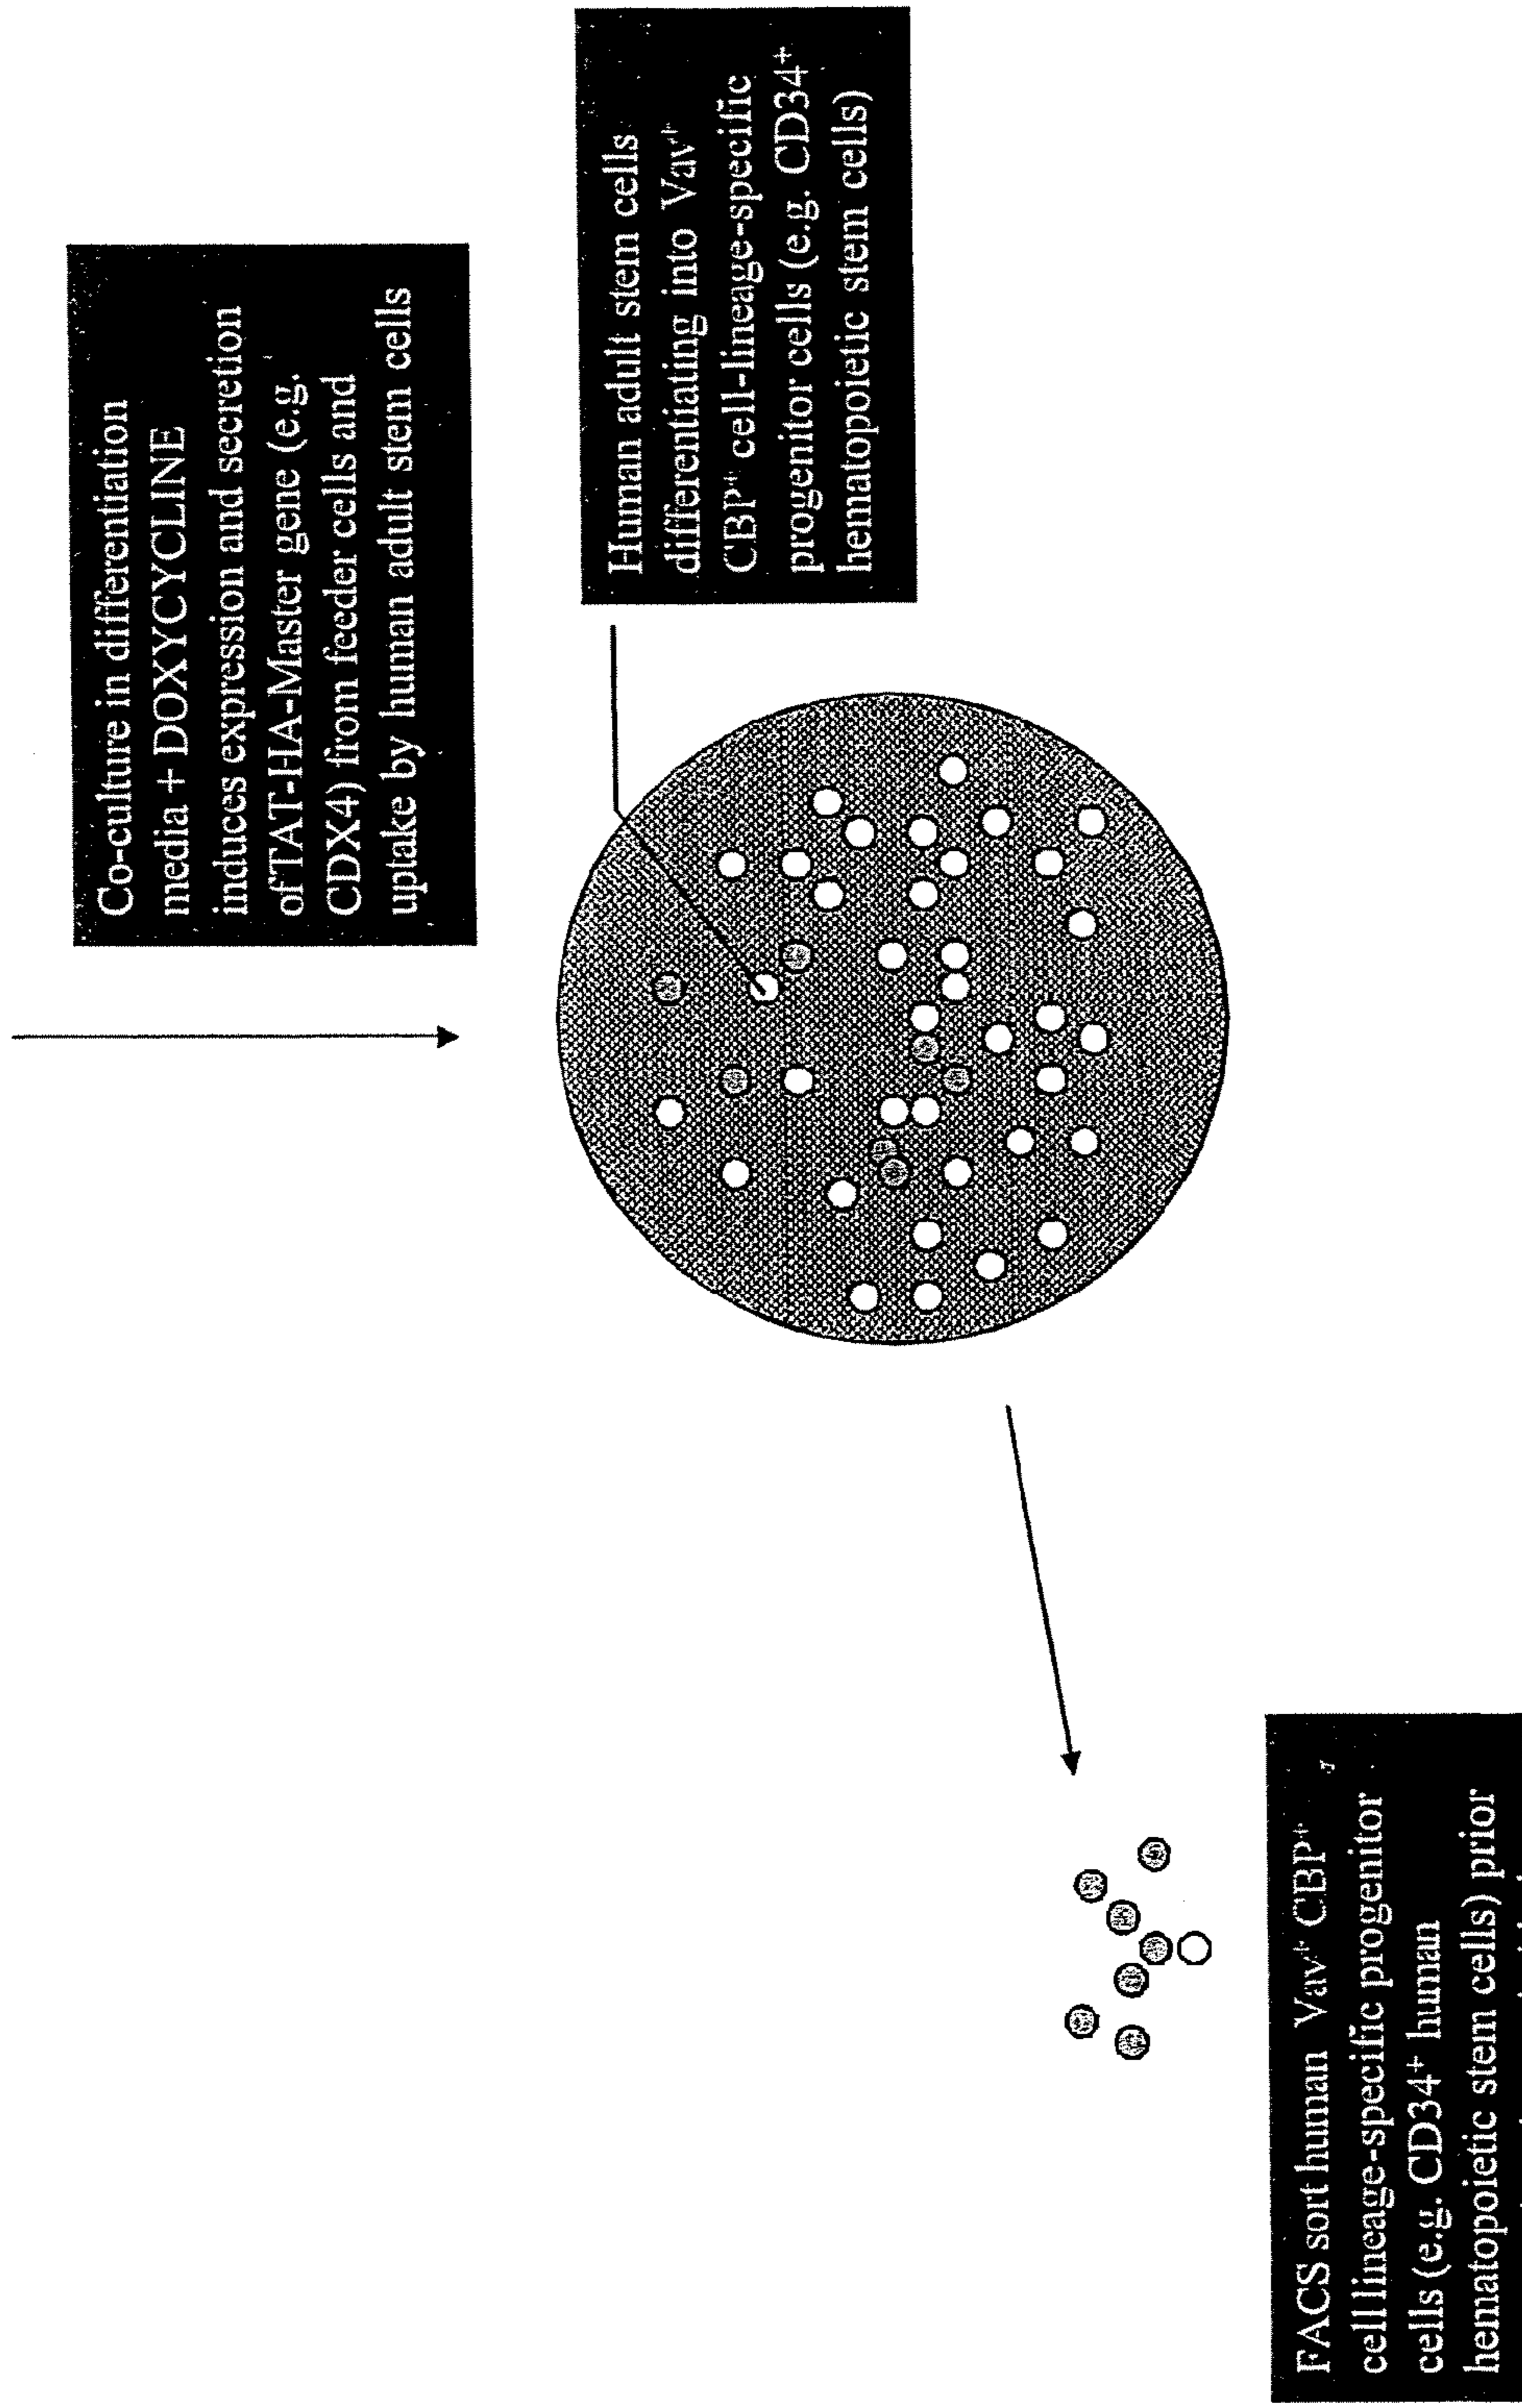 Co-culture in differentiation
media + DOXYCYCLINE
induces expression and secretion
of TAT-HA-Master gene (e.g.
CDX4) from feeder cells and
uptake by human adult stem cells
Human adult stem cells
differentiating into Vav⁺
CBP⁺ cell-lineage-specific
progenitor cells (e.g. CD34⁺
hematopoietic stem cells)
FACS sort human Vav⁺ CBP⁺
cell lineage-specific progenitor
cells (e.g. CD34⁺ human
hematopoietic stem cells) prior